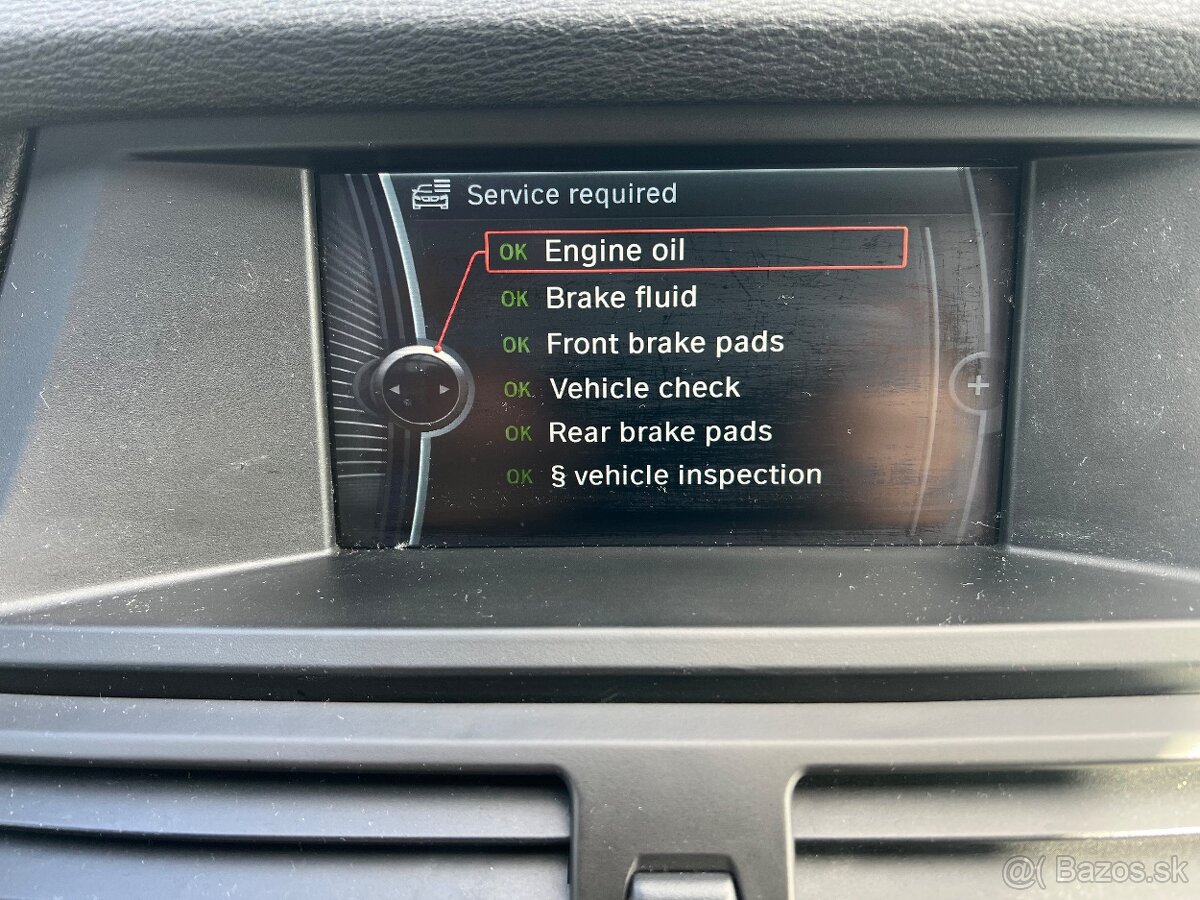 Service required
OK Engine oil
OK Brake fluid
OK Front brake pads
OK Vehicle check
OK Rear brake pads
OK § vehicle inspection
@( Bazos.sk